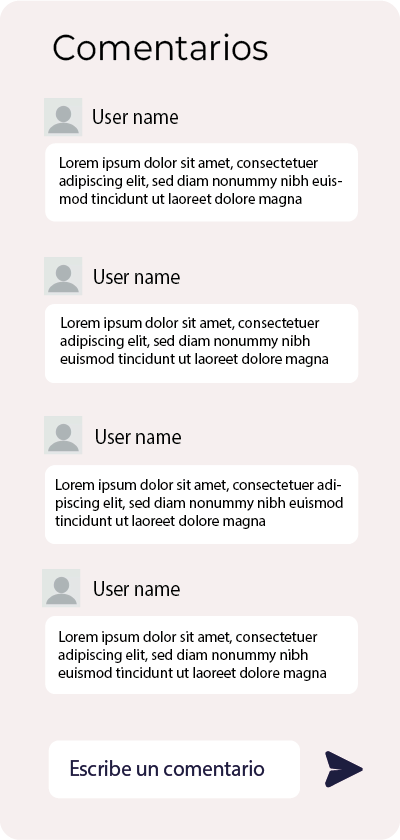 Comentarios
User name
Lorem ipsum dolor sit amet, consectetuer
adipiscing elit, sed diam nonummy nibh euis-
mod tincidunt ut laoreet dolore magna
User name
Lorem ipsum dolor sit amet, consectetuer
adipiscing elit, sed diam nonummy nibh
euismod tincidunt ut laoreet dolore magna
User name
Lorem ipsum dolor sit amet, consectetuer adi-
piscing elit, sed diam nonummy nibh euismod
tincidunt ut laoreet dolore magna
User name
Lorem ipsum dolor sit amet, consectetuer
adipiscing elit, sed diam nonummy nibh
euismod tincidunt ut laoreet dolore magna
Escribe un comentario